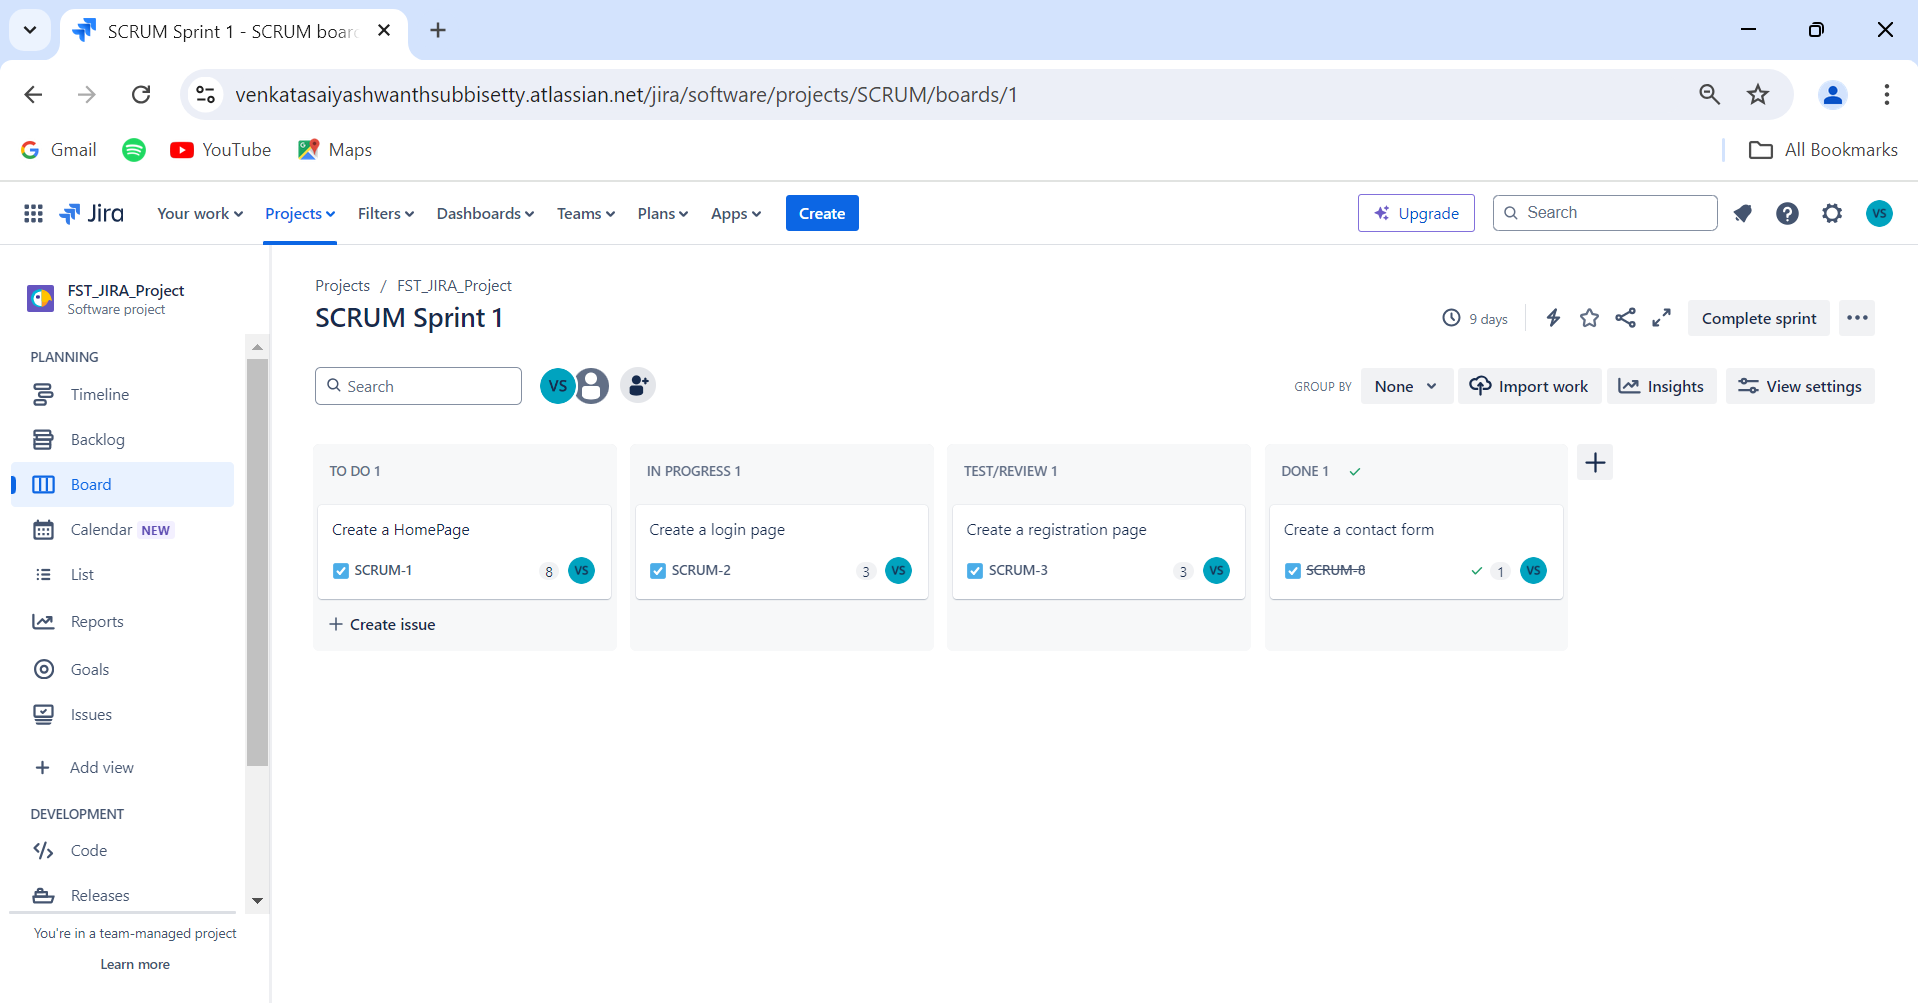 SCRUM Sprint 1 - SCRUM boar
venkatasaiyashwanthsubbisetty.atlassian.net/jira/software/projects/SCRUM/boards/1
Gmail YouTube Maps All Bookmarks
Jira Your work Projects Filters Dashboards Teams Plans Apps Create Upgrade Search VS
FST_JIRA_Project
Software project
PLANNING
Timeline
Backlog
Board
Calendar NEW
List
Reports
Goals
Issues
Add view
DEVELOPMENT
Code
Releases
You're in a team-managed project
Learn more
Projects / FST_JIRA_Project
SCRUM Sprint 1
9 days Complete sprint
Search VS GROUP BY None Import work Insights View settings
TO DO 1
Create a HomePage
SCRUM-1 8 VS
Create issue
IN PROGRESS 1
Create a login page
SCRUM-2 3 VS
TEST/REVIEW 1
Create a registration page
SCRUM-3 3 VS
DONE 1
Create a contact form
SCRUM-8 1 VS